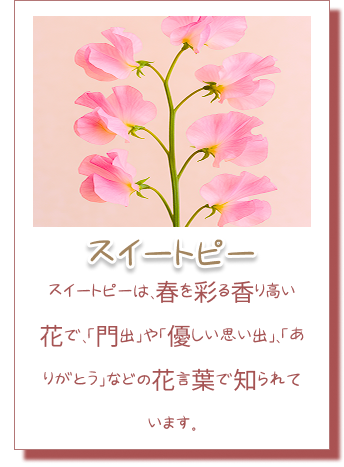 スイートピー
スイートピーは、春を彩る香り高い
花で、「門出」や「優しい思い出」、「あ
りがとう」などの花言葉で知られて
います。